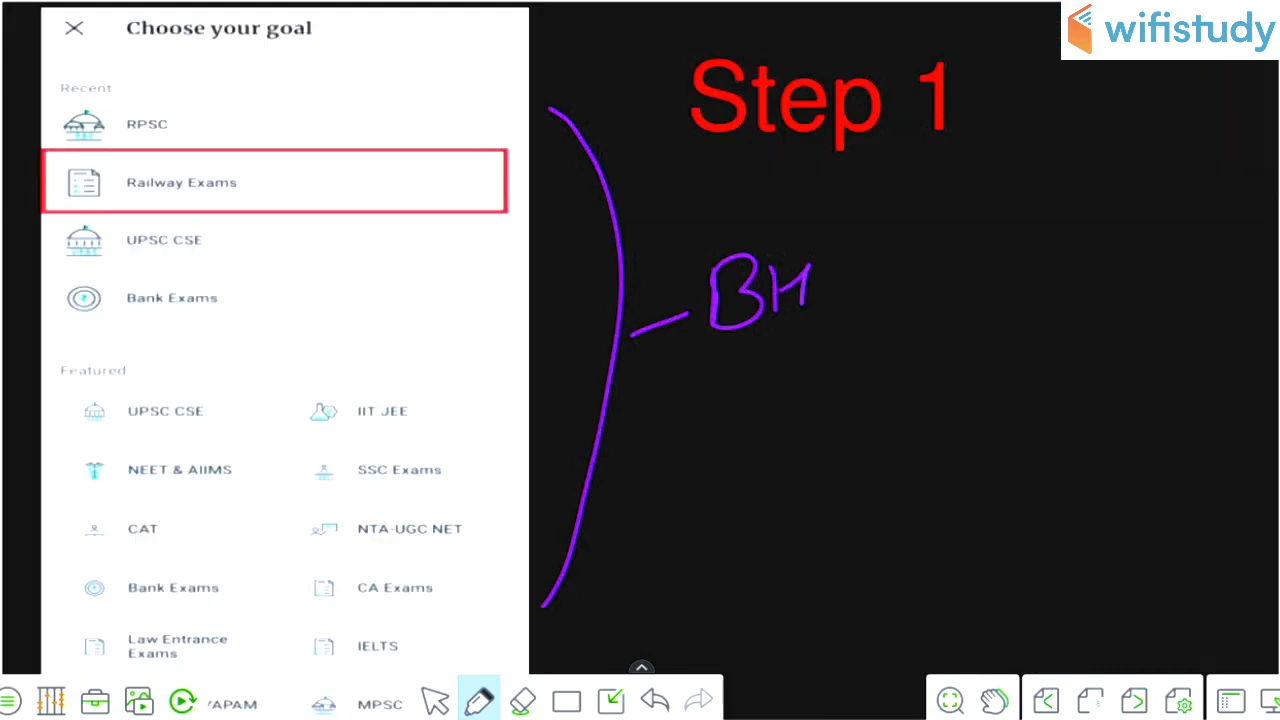 Choose your goal
wifistudy
Step 1
Recent
RPSC
Railway Exams
UPSC CSE
Bank Exams
BH
Featured
UPSC CSE
IIT JEE
NEET & AIIMS
SSC Exams
CAT
NTA-UGC NET
Bank Exams
CA Exams
Law Entrance
Exams
IELTS
YAPAM
MPSC